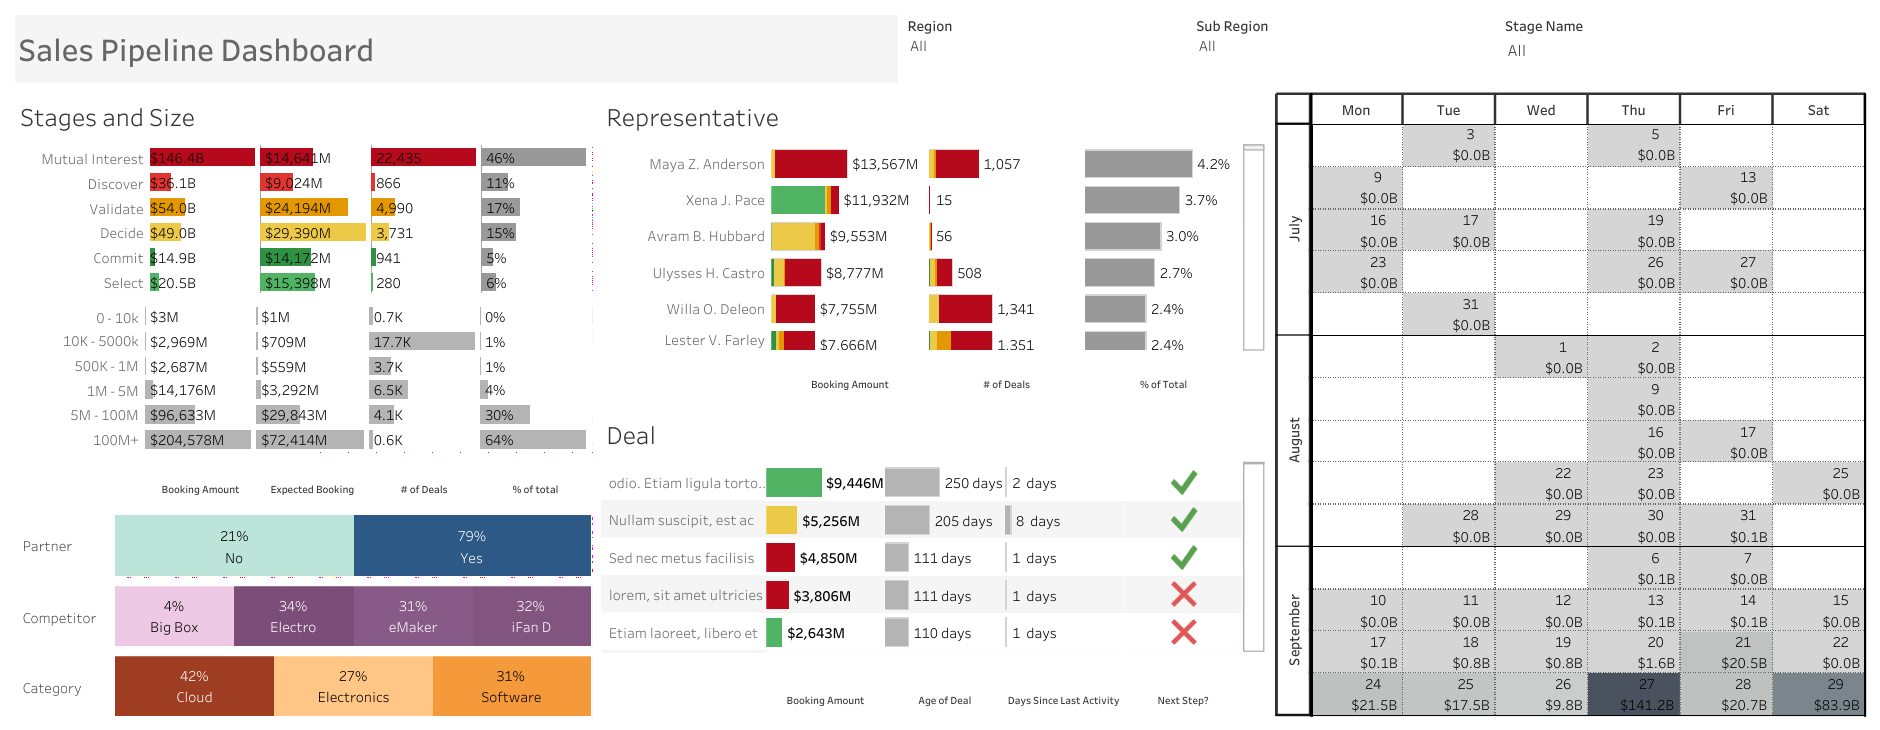 Sales Pipeline Dashboard
Region
All
Sub Region
All
Stage Name
All
Stages and Size
Mutual Interest $146.4B $14,641M 22,435 46%
Discover $36.1B $9,024M 866 11%
Validate $54.0B $24,194M 4,990 17%
Decide $49.0B $29,390M 3,731 15%
Commit $14.9B $14,172M 941 5%
Select $20.5B $15,398M 280 6%
0 - 10k $3M $1M 0.7K 0%
10K - 5000k $2,969M $709M 17.7K 1%
500K - 1M $2,687M $559M 3.7K 1%
1M - 5M $14,176M $3,292M 6.5K 4%
5M - 100M $96,633M $29,843M 4.1K 30%
100M+ $204,578M $72,414M 0.6K 64%
Booking Amount Expected Booking # of Deals % of total
Partner
21% 79%
No Yes
Competitor
4% 34% 31% 32%
Big Box Electro eMaker iFan D
Category
42% 27% 31%
Cloud Electronics Software
Representative
Maya Z. Anderson $13,567M 1,057 4.2%
Xena J. Pace $11,932M 15 3.7%
Avram B. Hubbard $9,553M 56 3.0%
Ulysses H. Castro $8,777M 508 2.7%
Willa O. Deleon $7,755M 1,341 2.4%
Lester V. Farley $7.666M 1.351 2.4%
Booking Amount # of Deals % of Total
Deal
odio. Etiam ligula torto.. $9,446M 250 days 2 days
Nullam suscipit, est ac $5,256M 205 days 8 days
Sed nec metus facilisis $4,850M 111 days 1 days
lorem, sit amet ultricies $3,806M 111 days 1 days
Etiam laoreet, libero et $2,643M 110 days 1 days
Booking Amount Age of Deal Days Since Last Activity Next Step?
Mon Tue Wed Thu Fri Sat
July
3 5
$0.0B $0.0B
9 13
$0.0B $0.0B
16 17 19
$0.0B $0.0B $0.0B
23 26 27
$0.0B $0.0B $0.0B
31
$0.0B
August
1 2
$0.0B $0.0B
9
$0.0B
16 17
$0.0B $0.0B
22 23 25
$0.0B $0.0B $0.0B
28 29 30 31
$0.0B $0.0B $0.0B $0.1B
September
6 7
$0.1B $0.0B
10 11 12 13 14 15
$0.0B $0.0B $0.0B $0.1B $0.1B $0.0B
17 18 19 20 21 22
$0.1B $0.8B $0.8B $1.6B $20.5B $0.0B
24 25 26 27 28 29
$21.5B $17.5B $9.8B $141.2B $20.7B $83.9B